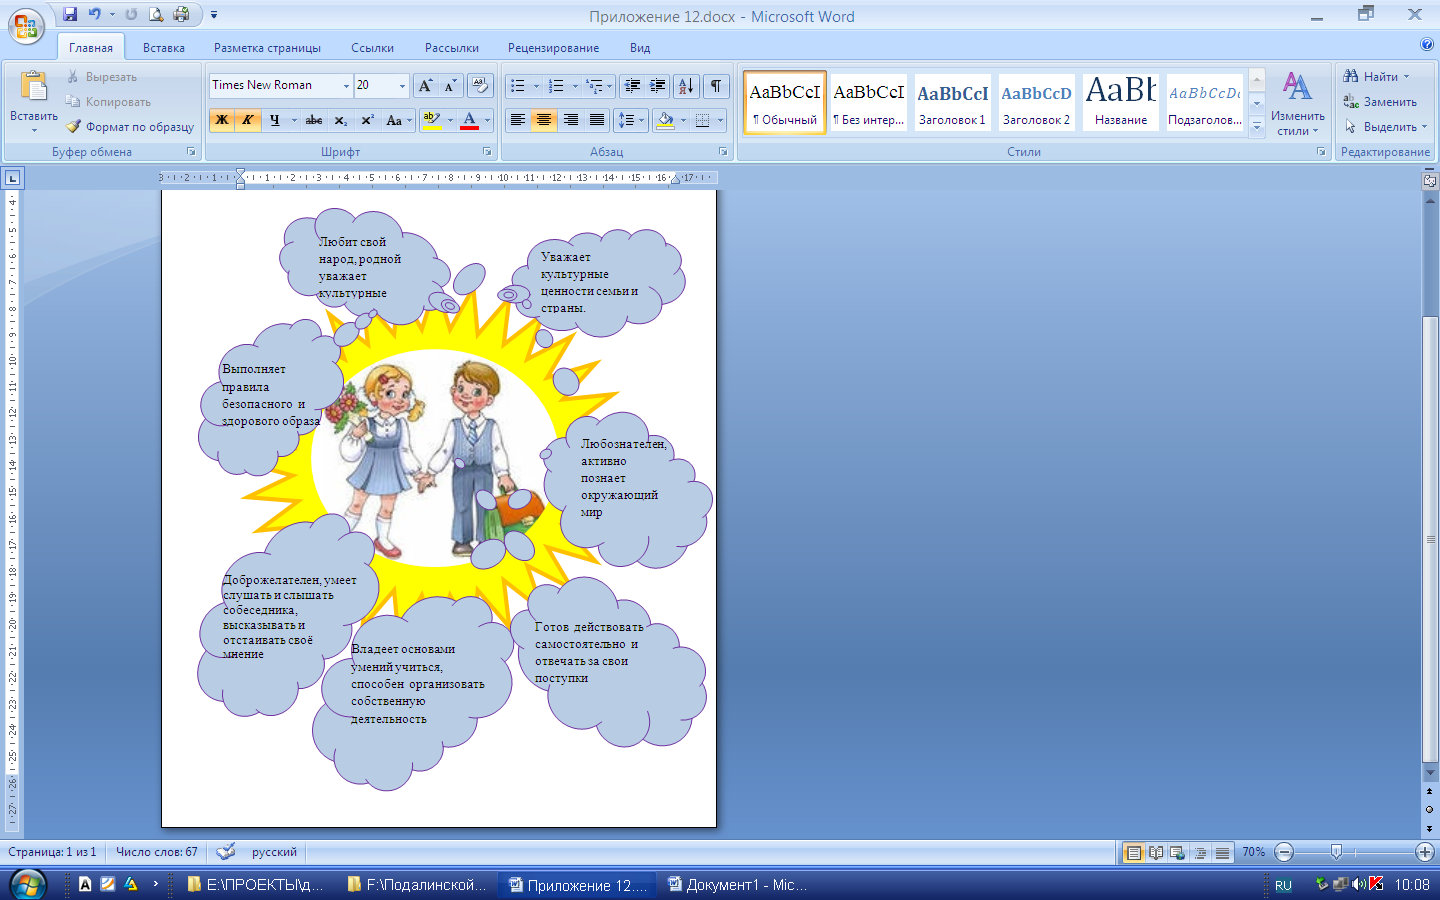 Приложение 12.docx - Microsoft Word
Главная Вставка Разметка страницы Ссылки Рассылки Рецензирование Вид
Вставить
Вырезать
Копировать
Формат по образцу
Буфер обмена
Times New Roman 20
Ж К Ч abc x₂ x² Aa
Шрифт
Абзац
AaBbCcI AaBbCcI AaBbCcI AaBbCcD AaBb AaBbCcD
¶ Обычный ¶ Без интер... Заголовок 1 Заголовок 2 Название Подзаголов...
Стили
Изменить
стили
Найти
Заменить
Выделить
Редактирование
Любит свой
народ, родной
уважает
культурные
Уважает
культурные
ценности семьи и
страны.
Выполняет
правила
безопасного и
здорового образа
Любознателен,
активно
познает
окружающий
мир
Доброжелателен, умеет
слушать и слышать
собеседника,
высказывать и
отстаивать своё
мнение
Владеет основами
умений учиться,
способен организовать
собственную
деятельность
Готов действовать
самостоятельно и
отвечать за свои
поступки
Страница: 1 из 1 Число слов: 67 русский 70%
E:\ПРОЕКТЫ\д... F:\Подалинской... Приложение 12.... Документ1 - Mic... RU 10:08